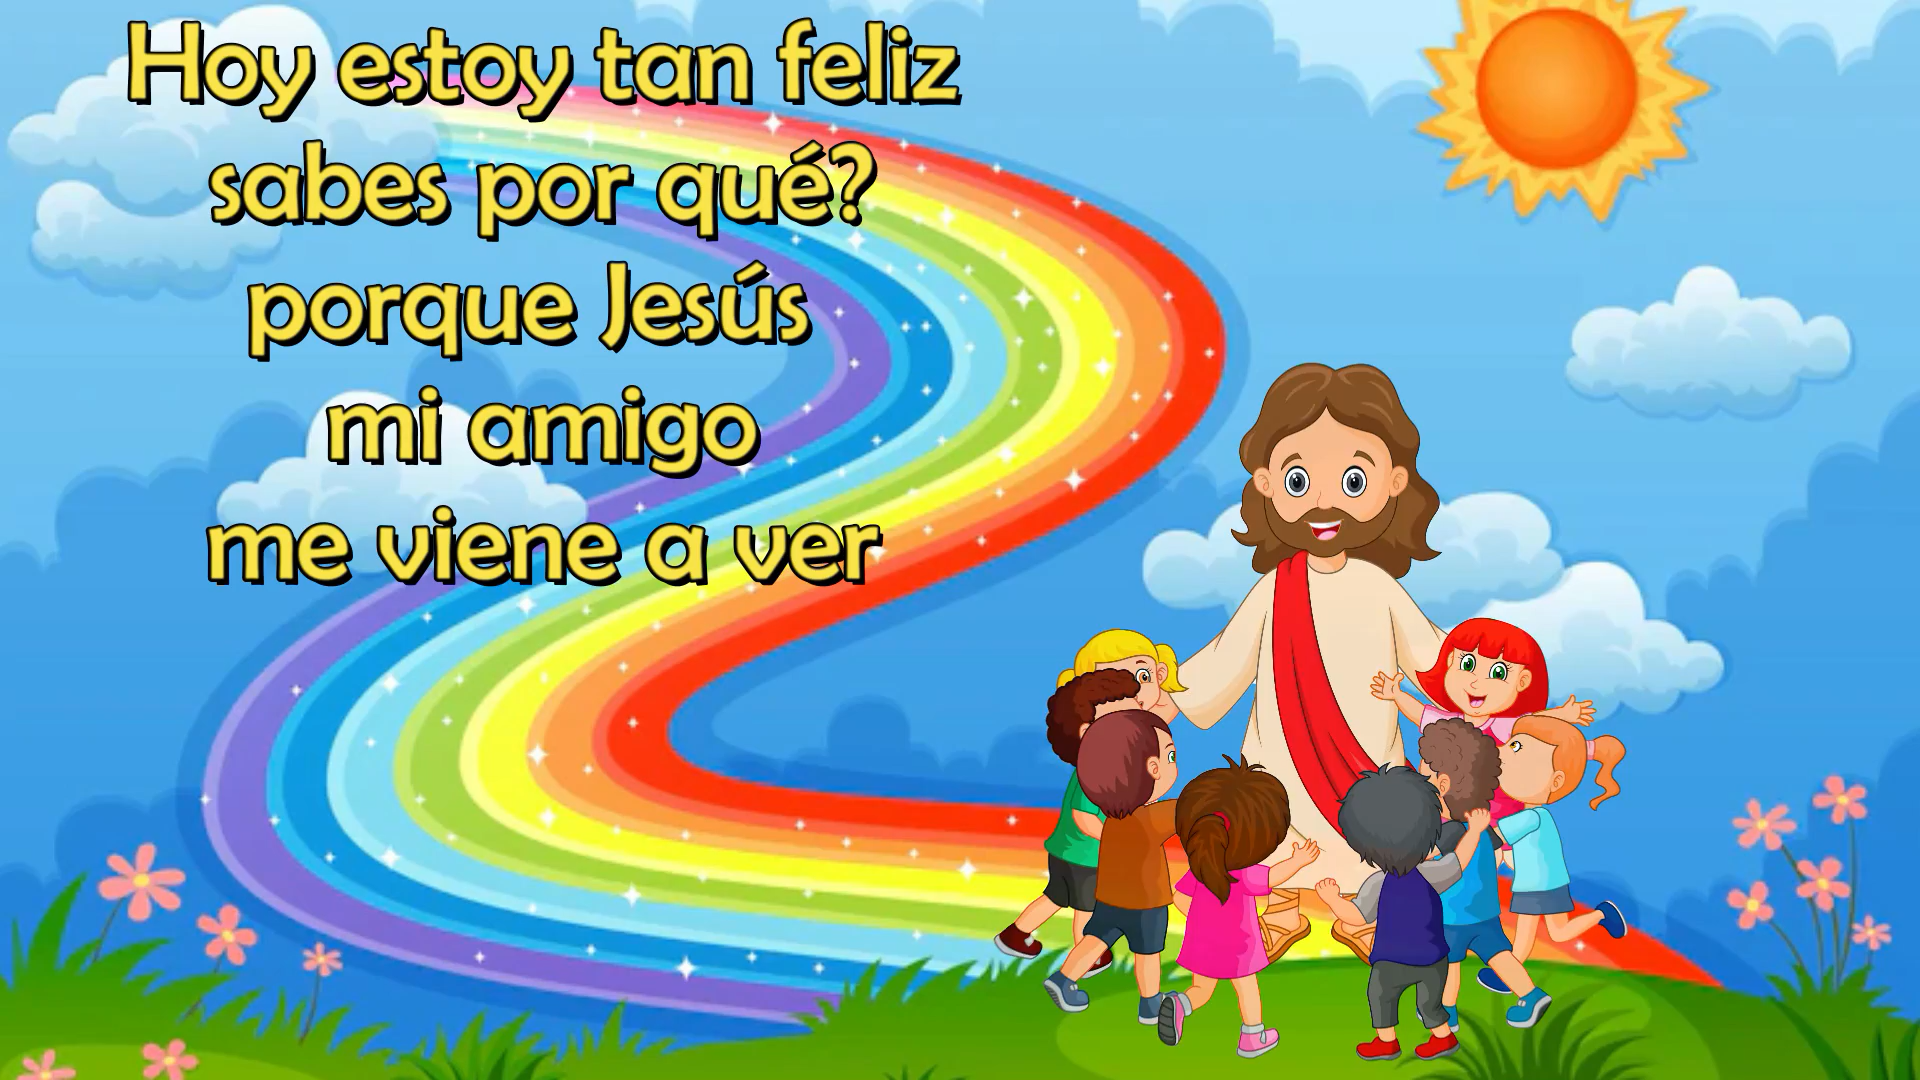 Hoy estoy tan feliz
sabes por qué?
porque Jesús
mi amigo
me viene a ver